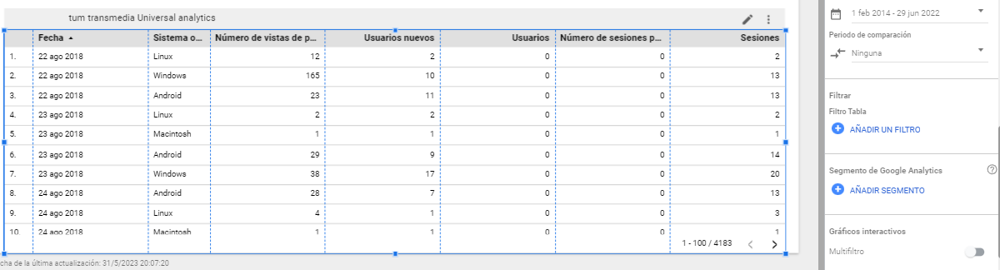 tum transmedia Universal analytics
Fecha Sistema o... Número de vistas de p... Usuarios nuevos Usuarios Número de sesiones p... Sesiones
1. 22 ago 2018 Linux 12 2 0 0 2
2. 22 ago 2018 Windows 165 10 0 0 13
3. 22 ago 2018 Android 23 11 0 0 13
4. 23 ago 2018 Linux 2 2 0 0 2
5. 23 ago 2018 Macintosh 1 1 0 0 1
6. 23 ago 2018 Android 29 9 0 0 14
7. 23 ago 2018 Windows 38 17 0 0 20
8. 24 ago 2018 Android 28 7 0 0 13
9. 24 ago 2018 Linux 4 1 0 0 3
10. 24 ago 2018 Macintosh 1 1 0 0 1
1 - 100 / 4183
cha de la última actualización: 31/5/2023 20:07:20
1 feb 2014 - 29 jun 2022
Periodo de comparación
Ninguna
Filtrar
Filtro Tabla
AÑADIR UN FILTRO
Segmento de Google Analytics
AÑADIR SEGMENTO
Gráficos interactivos
Multifiltro